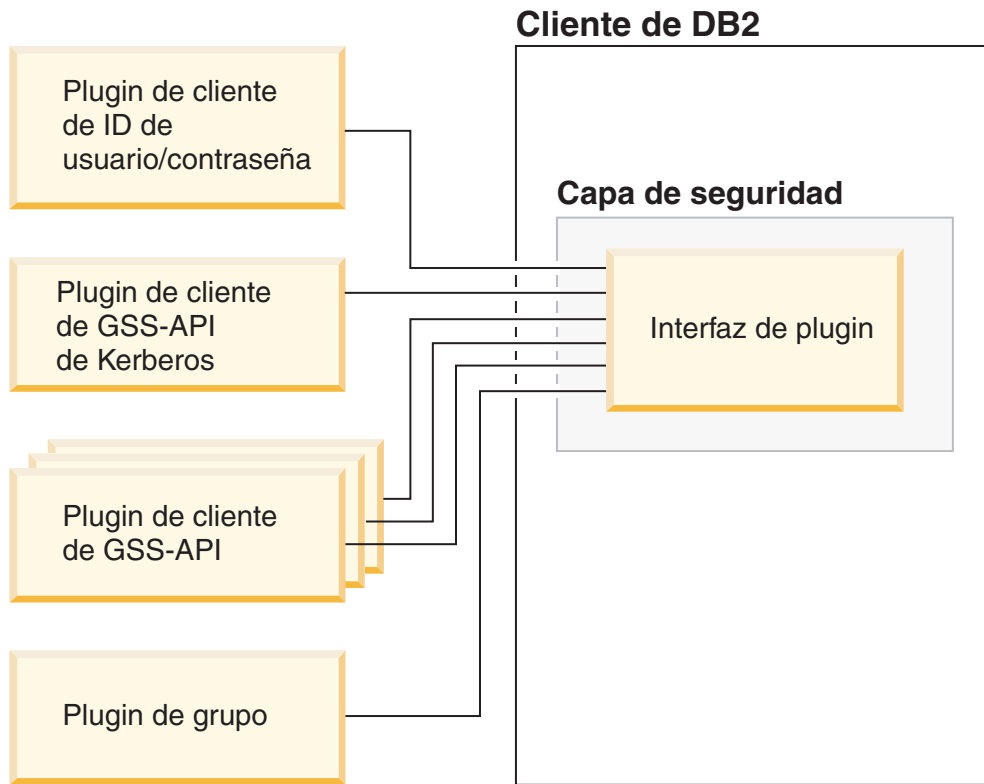 Cliente de DB2
Plugin de cliente
de ID de
usuario/contraseña
Capa de seguridad
Plugin de cliente
de GSS-API
de Kerberos
Interfaz de plugin
Plugin de cliente
de GSS-API
Plugin de grupo